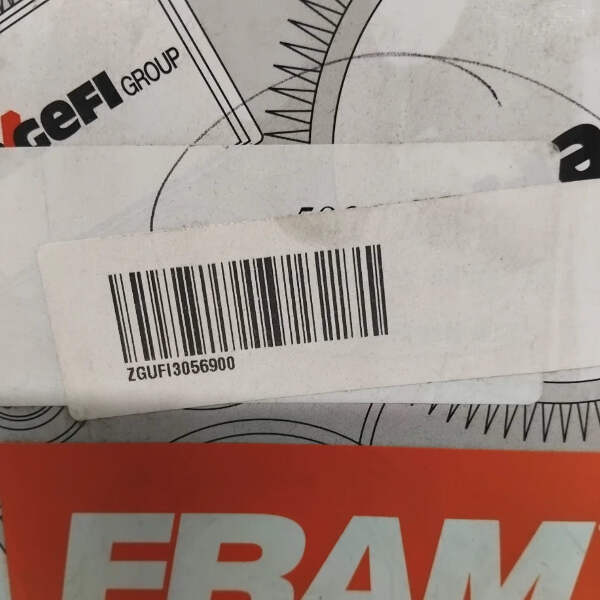 GeFI GROUP
a
ZGUFI3056900
FRAM